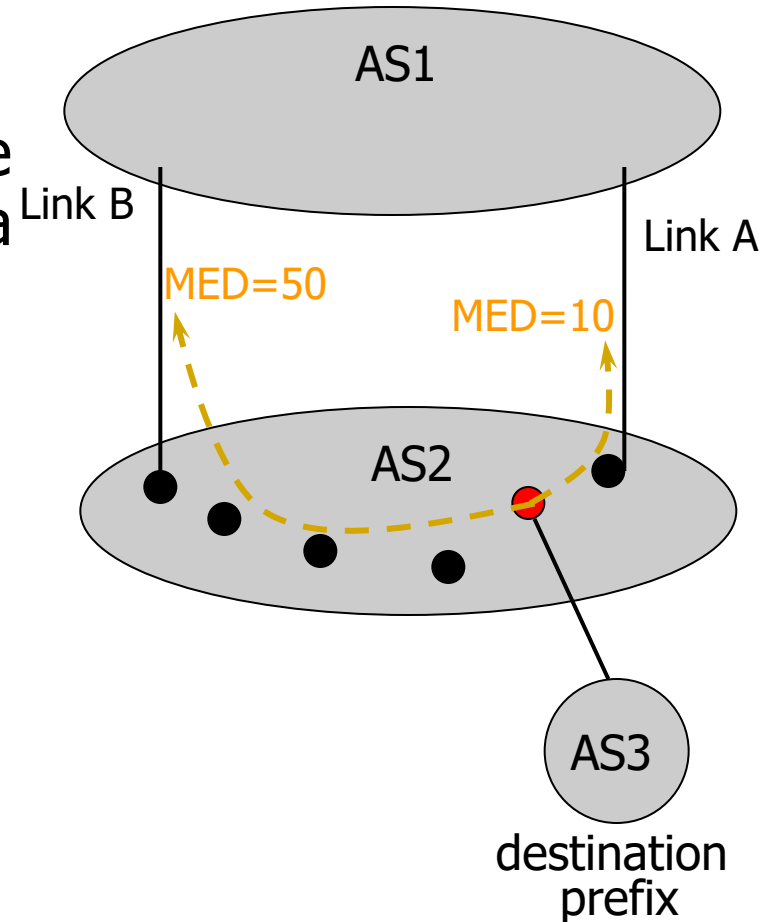 AS1
e
a
Link B
Link A
MED=50
MED=10
AS2
AS3
destination
prefix